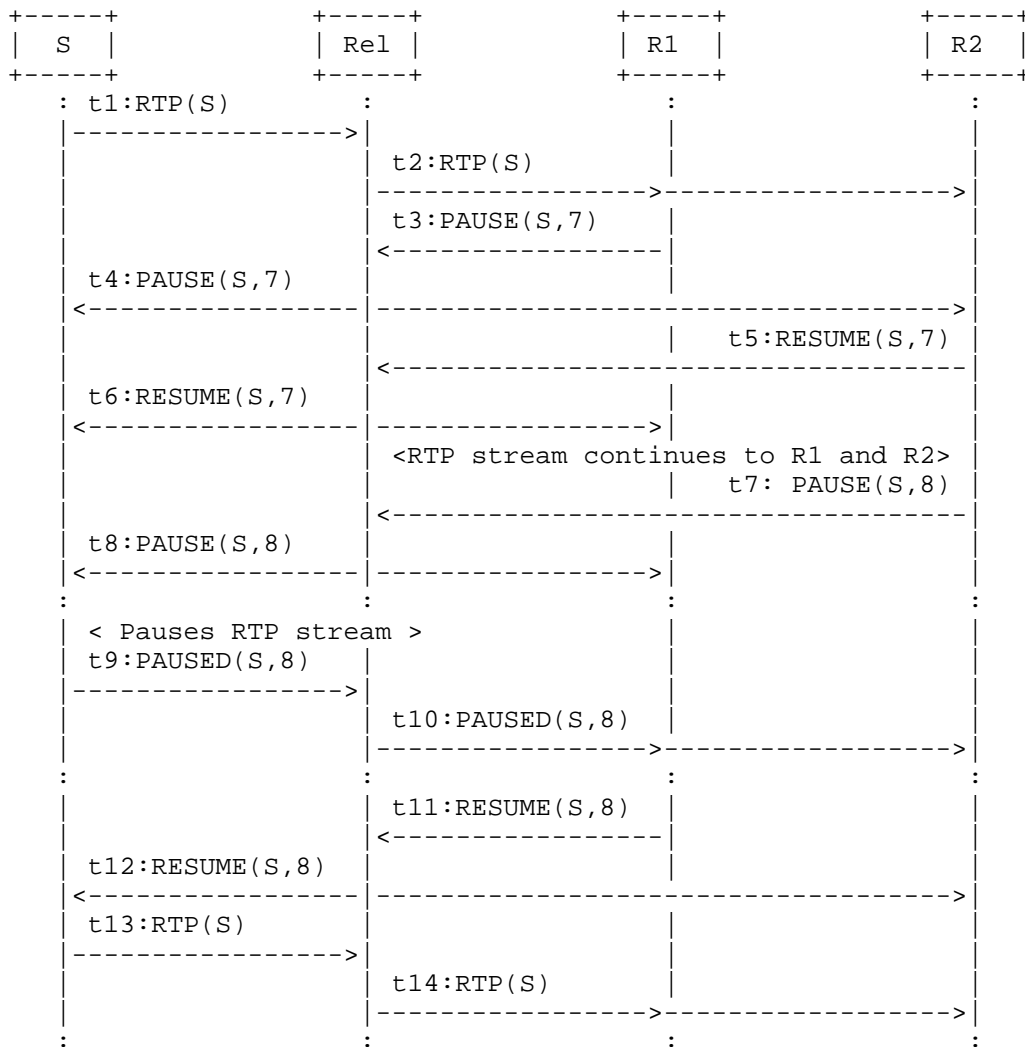 S Rel R1 R2
t1:RTP(S)
t2:RTP(S)
t3:PAUSE(S,7)
t4:PAUSE(S,7)
t5:RESUME(S,7)
t6:RESUME(S,7)
<RTP stream continues to R1 and R2>
t7: PAUSE(S,8)
t8:PAUSE(S,8)
< Pauses RTP stream >
t9:PAUSED(S,8)
t10:PAUSED(S,8)
t11:RESUME(S,8)
t12:RESUME(S,8)
t13:RTP(S)
t14:RTP(S)